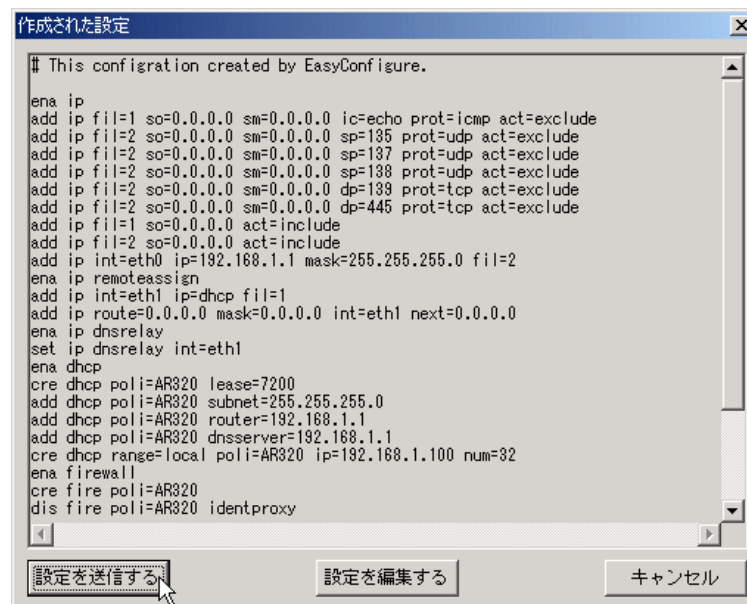 作成された設定
# This configration created by EasyConfigure.
ena ip
add ip fil=1 so=0.0.0.0 sm=0.0.0.0 ic=echo prot=icmp act=exclude
add ip fil=2 so=0.0.0.0 sm=0.0.0.0 sp=135 prot=udp act=exclude
add ip fil=2 so=0.0.0.0 sm=0.0.0.0 sp=137 prot=udp act=exclude
add ip fil=2 so=0.0.0.0 sm=0.0.0.0 sp=138 prot=udp act=exclude
add ip fil=2 so=0.0.0.0 sm=0.0.0.0 dp=139 prot=tcp act=exclude
add ip fil=2 so=0.0.0.0 sm=0.0.0.0 dp=445 prot=tcp act=exclude
add ip fil=1 so=0.0.0.0 act=include
add ip fil=2 so=0.0.0.0 act=include
add ip int=eth0 ip=192.168.1.1 mask=255.255.255.0 fil=2
ena ip remoteassign
add ip int=eth1 ip=dhcp fil=1
add ip route=0.0.0.0 mask=0.0.0.0 int=eth1 next=0.0.0.0
ena ip dnsrelay
set ip dnsrelay int=eth1
ena dhcp
cre dhcp poli=AR320 lease=7200
add dhcp poli=AR320 subnet=255.255.255.0
add dhcp poli=AR320 router=192.168.1.1
add dhcp poli=AR320 dnsserver=192.168.1.1
cre dhcp range=local poli=AR320 ip=192.168.1.100 num=32
ena firewall
cre fire poli=AR320
dis fire poli=AR320 identproxy
設定を送信する
設定を編集する
キャンセル